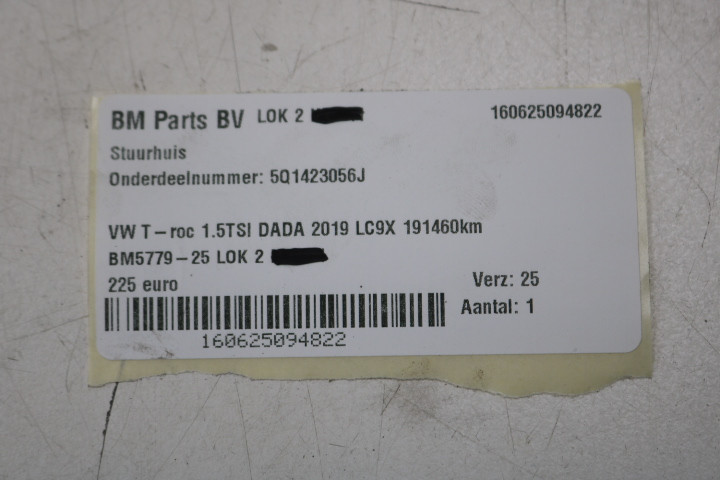 BM Parts BV LOK 2 160625094822
Stuurhuis
Onderdeelnummer: 5Q1423056J
VW T-roc 1.5TSI DADA 2019 LC9X 191460km
BM5779-25 LOK 2
225 euro Verz: 25
Aantal: 1
160625094822